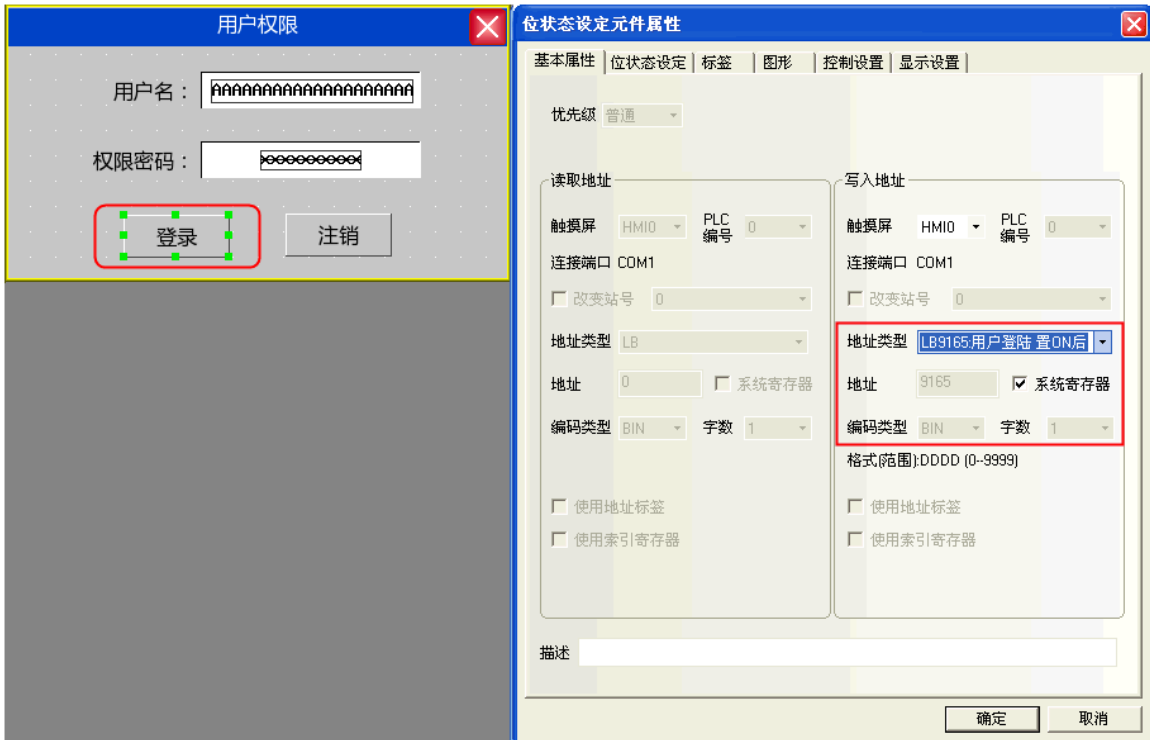 用户权限
用户名： AAAAAAAAAAAAAAAAAAAA
权限密码： **********
登录 注销
位状态设定元件属性
基本属性 位状态设定 标签 图形 控制设置 显示设置
优先级 普通
读取地址
触摸屏 HMI0 PLC编号 0
连接端口 COM1
改变站号 0
地址类型 LB
地址 0 系统寄存器
编码类型 BIN 字数 1
使用地址标签
使用索引寄存器
写入地址
触摸屏 HMI0 PLC编号 0
连接端口 COM1
改变站号 0
地址类型 LB9165:用户登陆 置ON后
地址 9165 系统寄存器
编码类型 BIN 字数 1
格式(范围):DDDD (0--9999)
使用地址标签
使用索引寄存器
描述
确定 取消